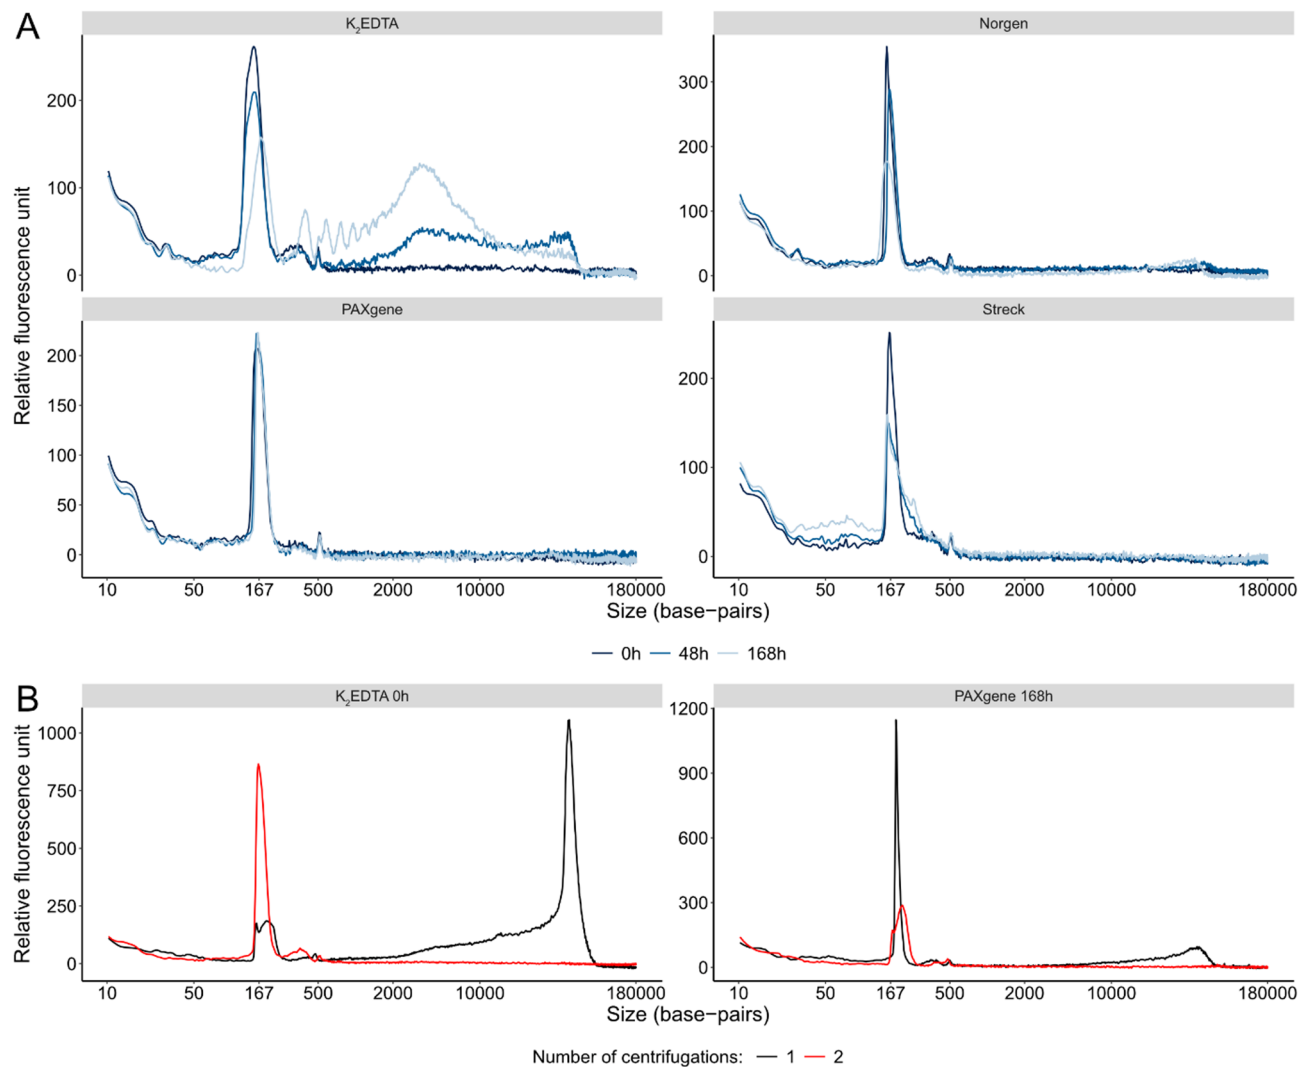 A
K2EDTA
Norgen
200
100
0
300
200
100
0
PAXgene
Streck
200
150
100
50
0
200
100
0
Relative fluorescence unit
10 50 167 500 2000 10000 180000
10 50 167 500 2000 10000 180000
Size (base−pairs)
0h 48h 168h
B
K2EDTA 0h
PAXgene 168h
1000
750
500
250
0
1200
900
600
300
0
Relative fluorescence unit
10 50 167 500 2000 10000 180000
10 50 167 500 2000 10000 180000
Size (base−pairs)
Number of centrifugations: 1 2